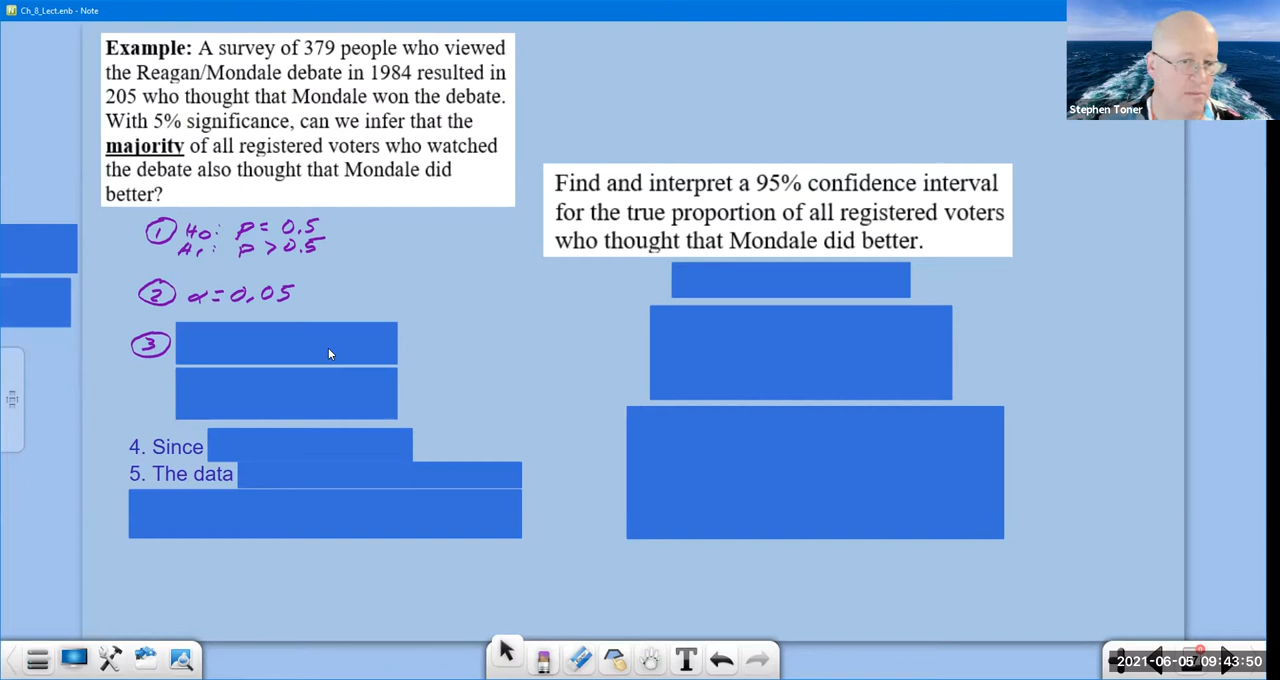 Ch_8_Lect.enb - Note
Example: A survey of 379 people who viewed
the Reagan/Mondale debate in 1984 resulted in
205 who thought that Mondale won the debate.
With 5% significance, can we infer that the
majority of all registered voters who watched
the debate also thought that Mondale did
better?
① H₀: p = 0.5
A₁: p > 0.5
② α = 0.05
③
4. Since
5. The data
Find and interpret a 95% confidence interval
for the true proportion of all registered voters
who thought that Mondale did better.
Stephen Toner
T
2021-06-05 09:43:50